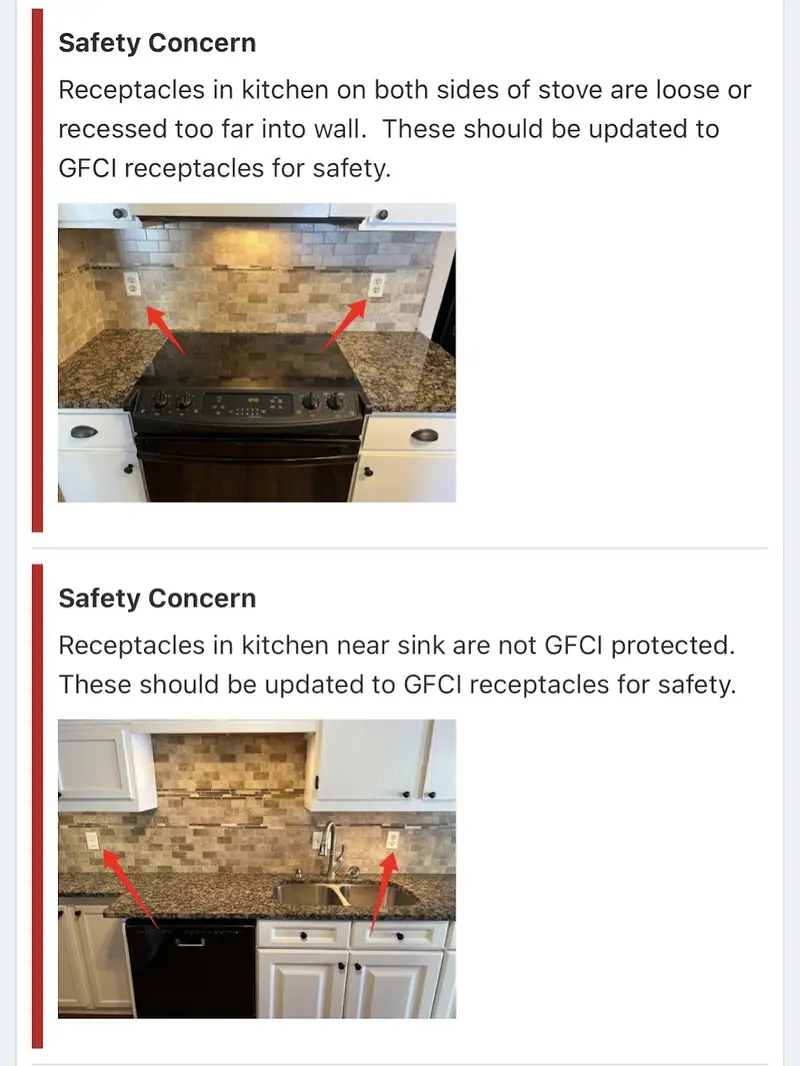 Safety Concern
Receptacles in kitchen on both sides of stove are loose or
recessed too far into wall.  These should be updated to
GFCI receptacles for safety.
Safety Concern
Receptacles in kitchen near sink are not GFCI protected.
These should be updated to GFCI receptacles for safety.